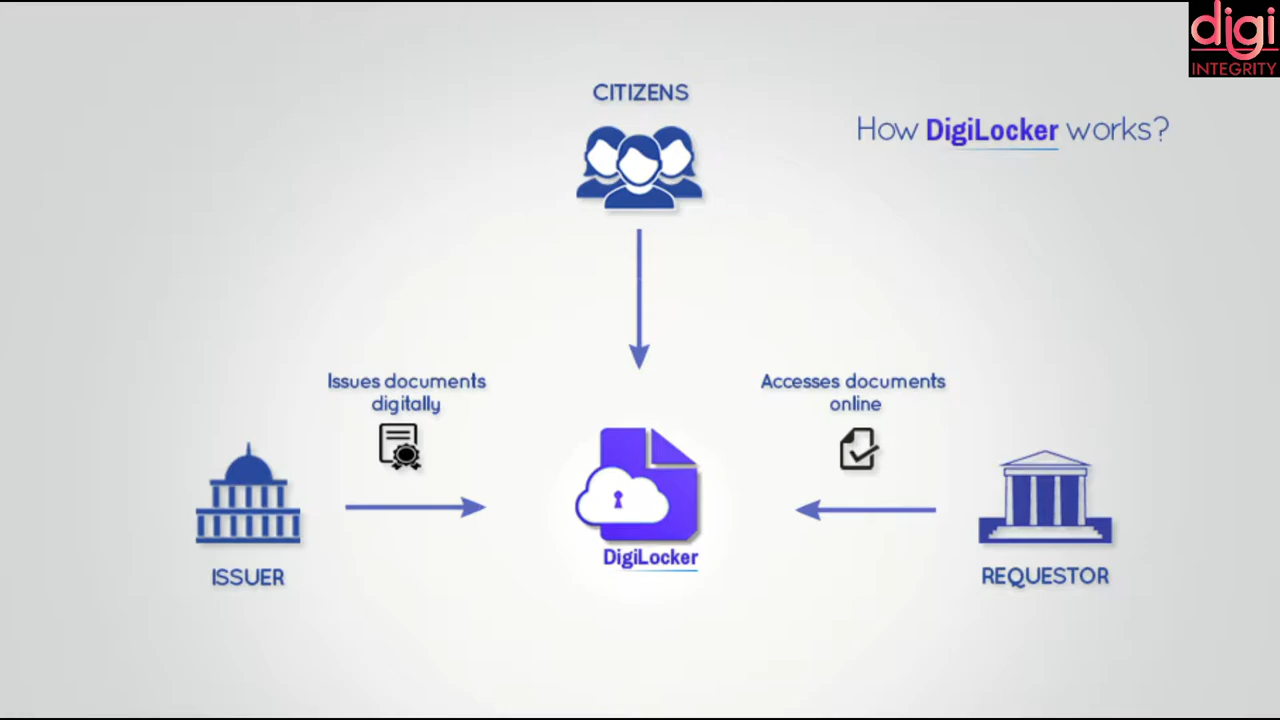 digi
INTEGRITY
CITIZENS
How DigiLocker works?
Issues documents
digitally
Accesses documents
online
DigiLocker
ISSUER
REQUESTOR